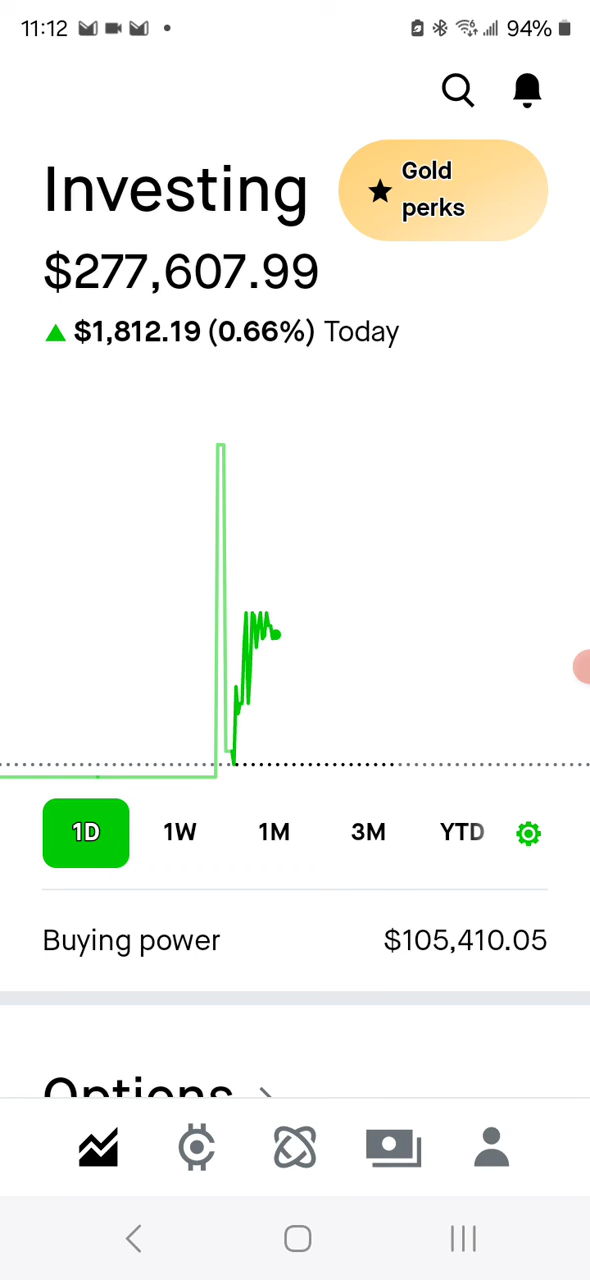 11:12 94%
Investing
Gold
perks
$277,607.99
$1,812.19 (0.66%) Today
1D 1W 1M 3M YTD
Buying power $105,410.05
Options